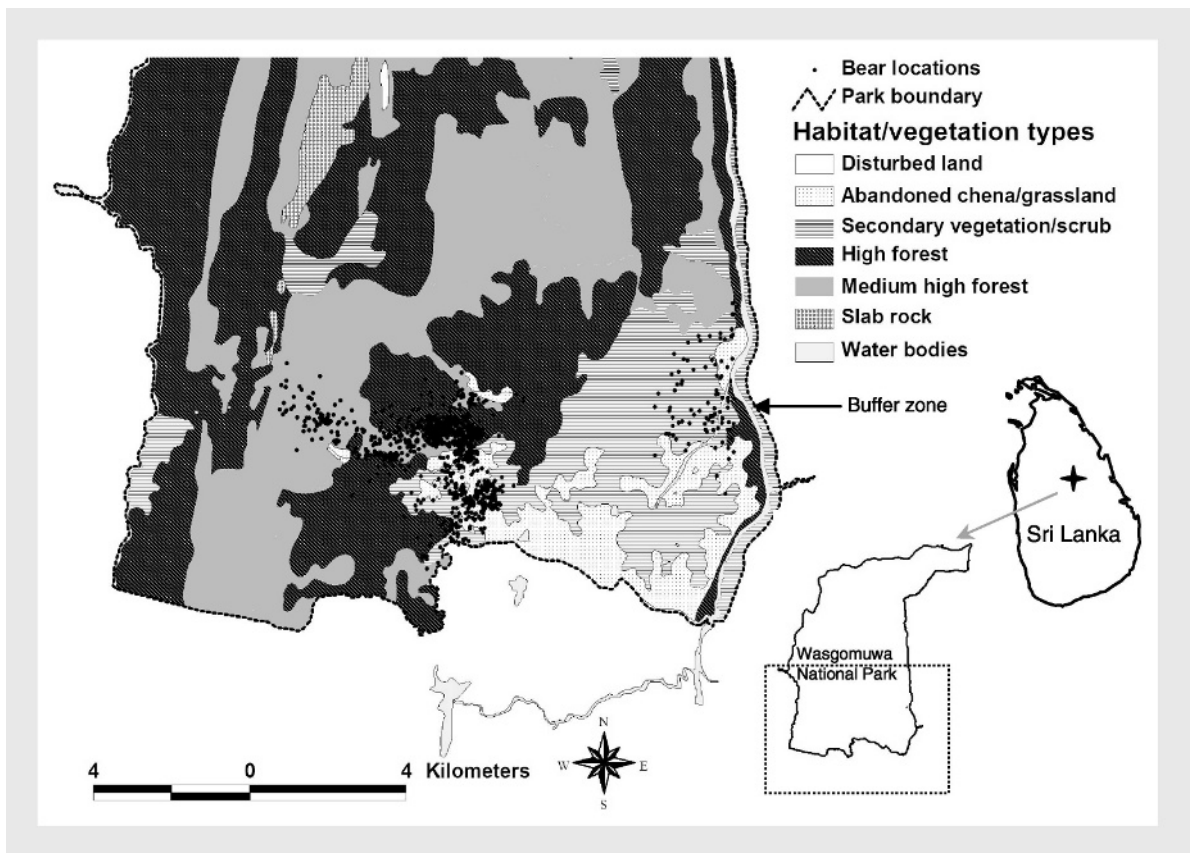 Bear locations
Park boundary
Habitat/vegetation types
Disturbed land
Abandoned chena/grassland
Secondary vegetation/scrub
High forest
Medium high forest
Slab rock
Water bodies
Buffer zone
Sri Lanka
Wasgomuwa
National Park
N
W E
S
4 0 4 Kilometers